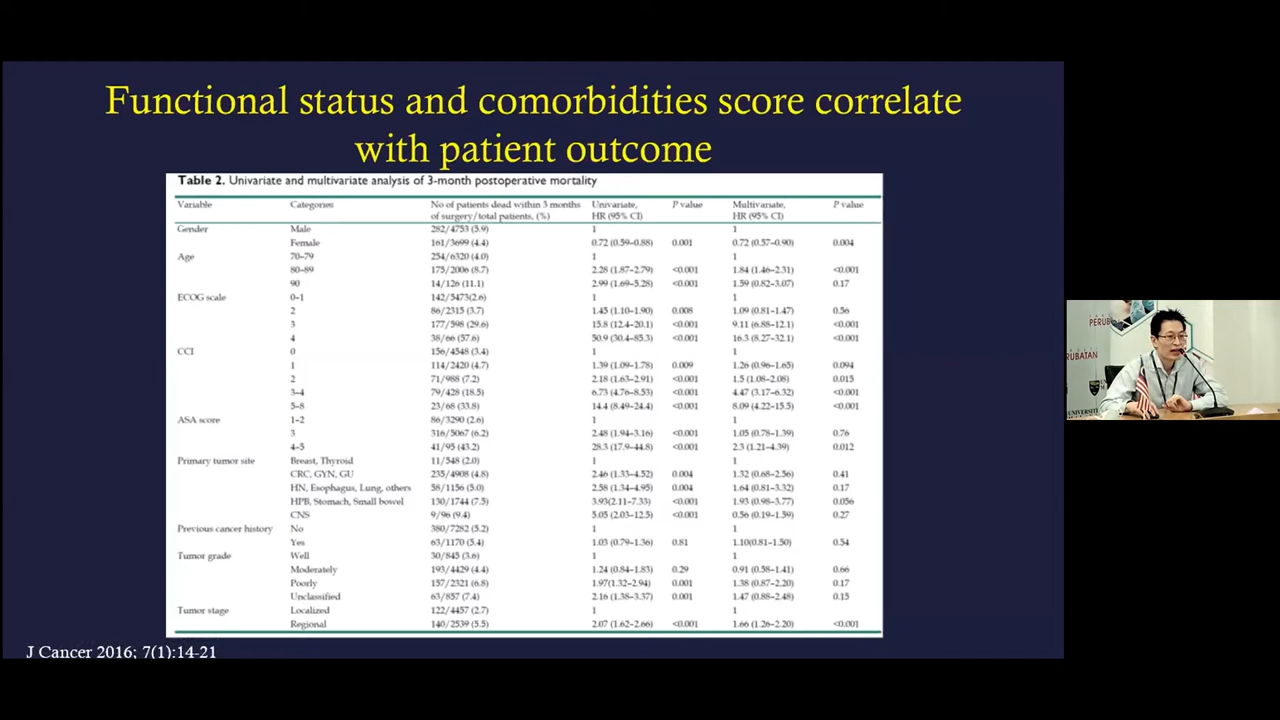 Functional status and comorbidities score correlate
with patient outcome
Table 2. Univariate and multivariate analysis of 3-month postoperative mortality
Variable Categories No of patients dead within 3 months Univariate, P value Multivariate, P value
of surgery/total patients, (%) HR (95% CI) HR (95% CI)
Gender Male 282/4753 (5.9) 1 1
Female 161/3699 (4.4) 0.72 (0.59–0.88) 0.001 0.72 (0.57–0.90) 0.004
Age 70–79 254/6320 (4.0) 1 1
80–89 175/2006 (8.7) 2.28 (1.87–2.79) <0.001 1.84 (1.46–2.31) <0.001
90 14/126 (11.1) 2.99 (1.69–5.28) <0.001 1.59 (0.82–3.07) 0.17
ECOG scale 0–1 142/5473(2.6) 1 1
2 86/2315 (3.7) 1.45 (1.10–1.90) 0.008 1.09 (0.81–1.47) 0.56
3 177/598 (29.6) 15.8 (12.4–20.1) <0.001 9.11 (6.88–12.1) <0.001
4 38/66 (57.6) 50.9 (30.4–85.3) <0.001 16.3 (8.27–32.1) <0.001
CCI 0 156/4548 (3.4) 1 1
1 114/2420 (4.7) 1.39 (1.09–1.78) 0.009 1.26 (0.96–1.65) 0.094
2 71/988 (7.2) 2.18 (1.63–2.91) <0.001 1.5 (1.08–2.08) 0.015
3–4 79/428 (18.5) 6.73 (4.76–8.53) <0.001 4.47 (3.17–6.32) <0.001
5–8 23/68 (33.8) 14.4 (8.49–24.4) <0.001 8.09 (4.22–15.5) <0.001
ASA score 1–2 86/3290 (2.6) 1 1
3 316/5067 (6.2) 2.48 (1.94–3.16) <0.001 1.05 (0.78–1.39) 0.76
4–5 41/95 (43.2) 28.3 (17.9–44.8) <0.001 2.3 (1.21–4.39) 0.012
Primary tumor site Breast, Thyroid 11/548 (2.0) 1 1
CRC, GYN, GU 235/4908 (4.8) 2.46 (1.33–4.52) 0.004 1.32 (0.68–2.56) 0.41
HN, Esophagus, Lung, others 58/1156 (5.0) 2.58 (1.34–4.95) 0.004 1.64 (0.81–3.32) 0.17
HPB, Stomach, Small bowel 130/1744 (7.5) 3.93(2.11–7.33) <0.001 1.93 (0.98–3.77) 0.056
CNS 9/96 (9.4) 5.05 (2.03–12.5) <0.001 0.56 (0.19–1.59) 0.27
Previous cancer history No 380/7282 (5.2) 1 1
Yes 63/1170 (5.4) 1.03 (0.79–1.36) 0.81 1.10(0.81–1.50) 0.54
Tumor grade Well 30/845 (3.6) 1 1
Moderately 193/4429 (4.4) 1.24 (0.84–1.83) 0.29 0.91 (0.58–1.41) 0.66
Poorly 157/2321 (6.8) 1.97(1.32–2.94) 0.001 1.38 (0.87–2.20) 0.17
Unclassified 63/857 (7.4) 2.16 (1.38–3.37) 0.001 1.47 (0.88–2.48) 0.15
Tumor stage Localized 122/4457 (2.7) 1 1
Regional 140/2539 (5.5) 2.07 (1.62–2.66) <0.001 1.66 (1.26–2.20) <0.001
J Cancer 2016; 7(1):14-21
PERUB
RUBATAN
UNIVERSIT